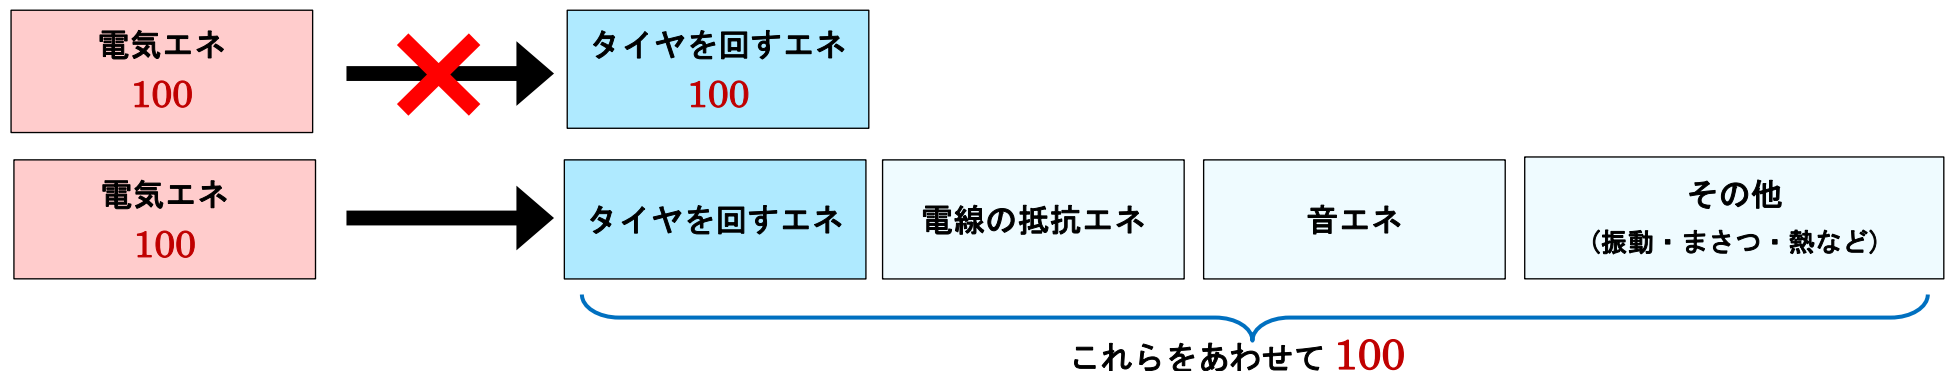 電気エネ
100
タイヤを回すエネ
100
電気エネ
100
タイヤを回すエネ
電線の抵抗エネ
音エネ
その他
（振動・まさつ・熱など）
これらをあわせて 100